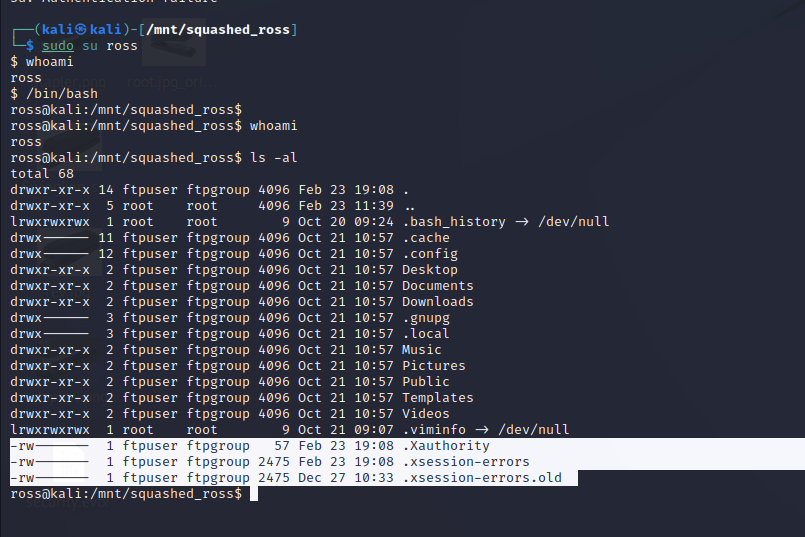 su: Authentication failure
┌──(kali㉿kali)-[/mnt/squashed_ross]
└─$ sudo su ross
$ whoami
ross
$ /bin/bash
ross@kali:/mnt/squashed_ross$
ross@kali:/mnt/squashed_ross$ whoami
ross
ross@kali:/mnt/squashed_ross$ ls -al
total 68
drwxr-xr-x 14 ftpuser ftpgroup 4096 Feb 23 19:08 .
drwxr-xr-x  5 root    root     4096 Feb 23 11:39 ..
lrwxrwxrwx  1 root    root        9 Oct 20 09:24 .bash_history → /dev/null
drwx------ 11 ftpuser ftpgroup 4096 Oct 21 10:57 .cache
drwx------ 12 ftpuser ftpgroup 4096 Oct 21 10:57 .config
drwxr-xr-x  2 ftpuser ftpgroup 4096 Oct 21 10:57 Desktop
drwxr-xr-x  2 ftpuser ftpgroup 4096 Oct 21 10:57 Documents
drwxr-xr-x  2 ftpuser ftpgroup 4096 Oct 21 10:57 Downloads
drwx------  3 ftpuser ftpgroup 4096 Oct 21 10:57 .gnupg
drwx------  3 ftpuser ftpgroup 4096 Oct 21 10:57 .local
drwxr-xr-x  2 ftpuser ftpgroup 4096 Oct 21 10:57 Music
drwxr-xr-x  2 ftpuser ftpgroup 4096 Oct 21 10:57 Pictures
drwxr-xr-x  2 ftpuser ftpgroup 4096 Oct 21 10:57 Public
drwxr-xr-x  2 ftpuser ftpgroup 4096 Oct 21 10:57 Templates
drwxr-xr-x  2 ftpuser ftpgroup 4096 Oct 21 10:57 Videos
lrwxrwxrwx  1 root    root        9 Oct 21 09:07 .viminfo → /dev/null
-rw-------  1 ftpuser ftpgroup   57 Feb 23 19:08 .Xauthority
-rw-------  1 ftpuser ftpgroup 2475 Feb 23 19:08 .xsession-errors
-rw-------  1 ftpuser ftpgroup 2475 Dec 27 10:33 .xsession-errors.old
ross@kali:/mnt/squashed_ross$